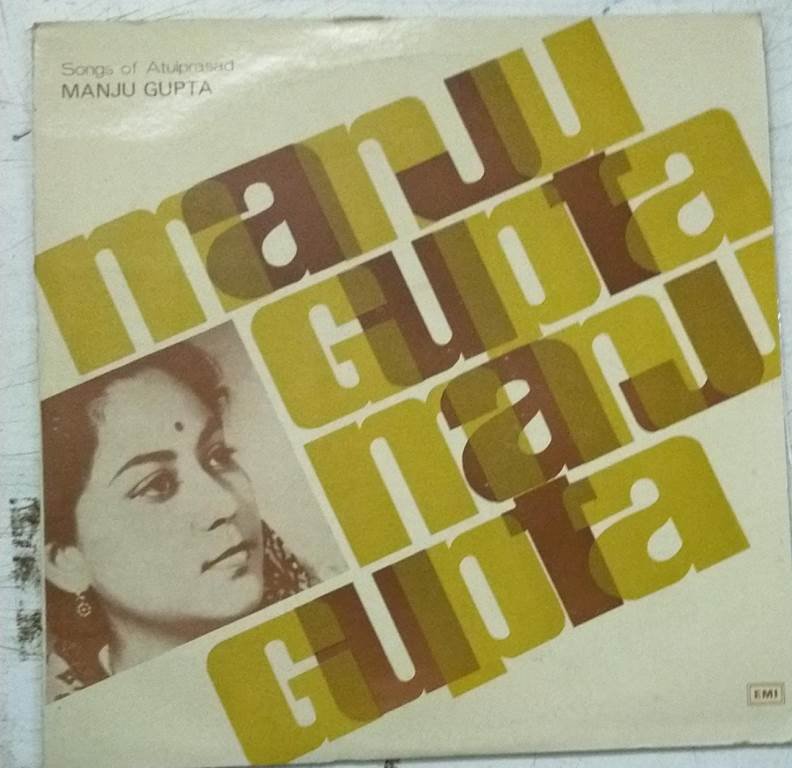 Songs of Atulprasad
MANJU GUPTA
manju
Gupta
manju
Gupta
EMI